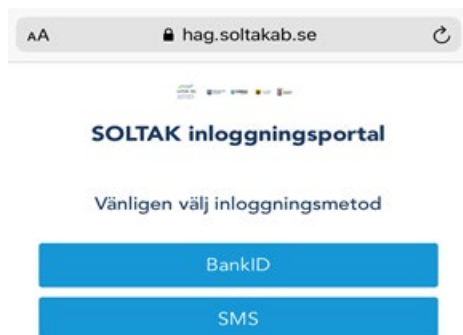 AA hag.soltakab.se
SOLTAK inloggningsportal
Vänligen välj inloggningsmetod
BankID
SMS